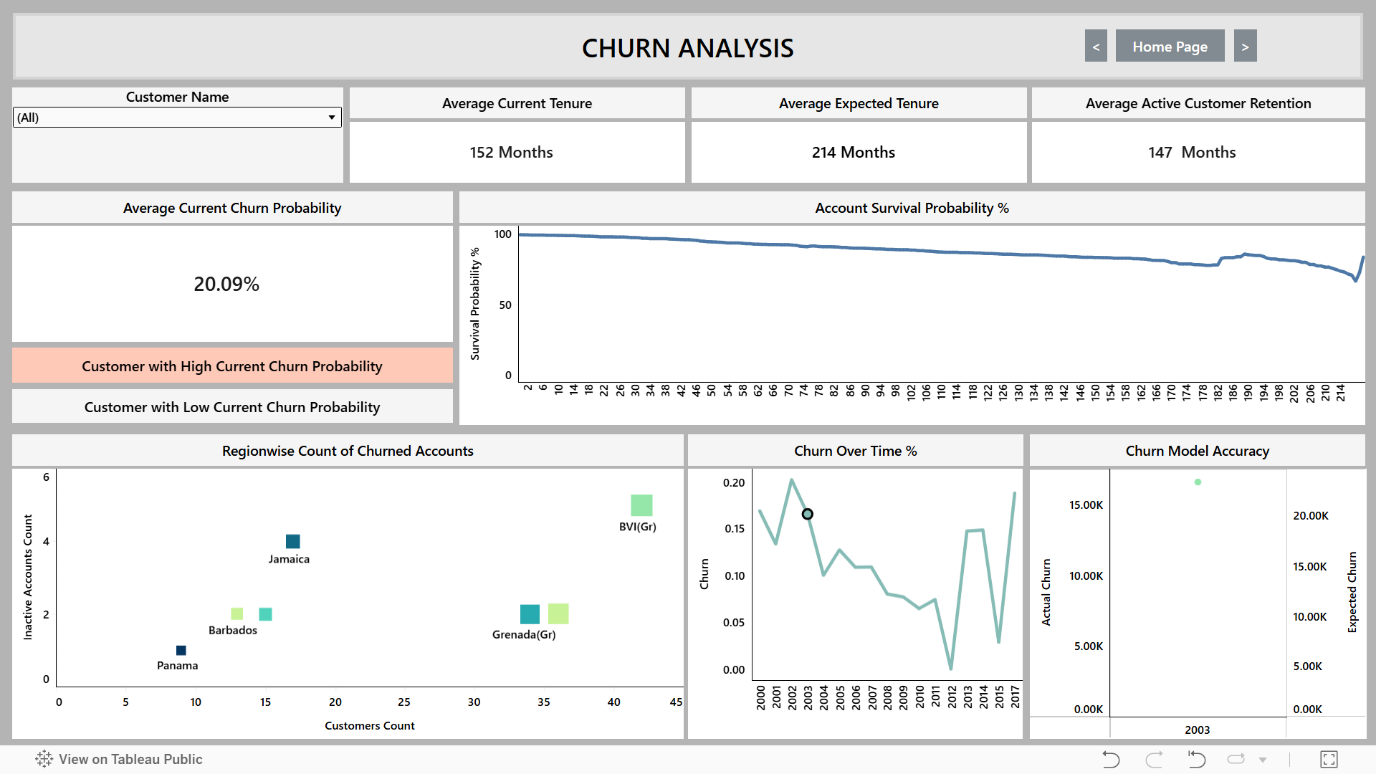 CHURN ANALYSIS
<
Home Page
>
Customer Name
(All)
Average Current Tenure
152 Months
Average Expected Tenure
214 Months
Average Active Customer Retention
147 Months
Average Current Churn Probability
20.09%
Customer with High Current Churn Probability
Customer with Low Current Churn Probability
Account Survival Probability %
Survival Probability %
100
50
0
2 6 10 14 18 22 26 30 34 38 42 46 50 54 58 62 66 70 74 78 82 86 90 94 98 102 106 110 114 118 122 126 130 134 138 142 146 150 154 158 162 166 170 174 178 182 186 190 194 198 202 206 210 214
Regionwise Count of Churned Accounts
Inactive Accounts Count
6
4
2
0
BVI(Gr)
Jamaica
Barbados
Grenada(Gr)
Panama
0 5 10 15 20 25 30 35 40 45
Customers Count
Churn Over Time %
Churn
0.20
0.15
0.10
0.05
0.00
2000 2001 2002 2003 2004 2005 2006 2007 2008 2009 2010 2011 2012 2013 2014 2015 2017
Churn Model Accuracy
Actual Churn
15.00K
10.00K
5.00K
0.00K
20.00K
15.00K
10.00K
5.00K
0.00K
Expected Churn
2003
View on Tableau Public